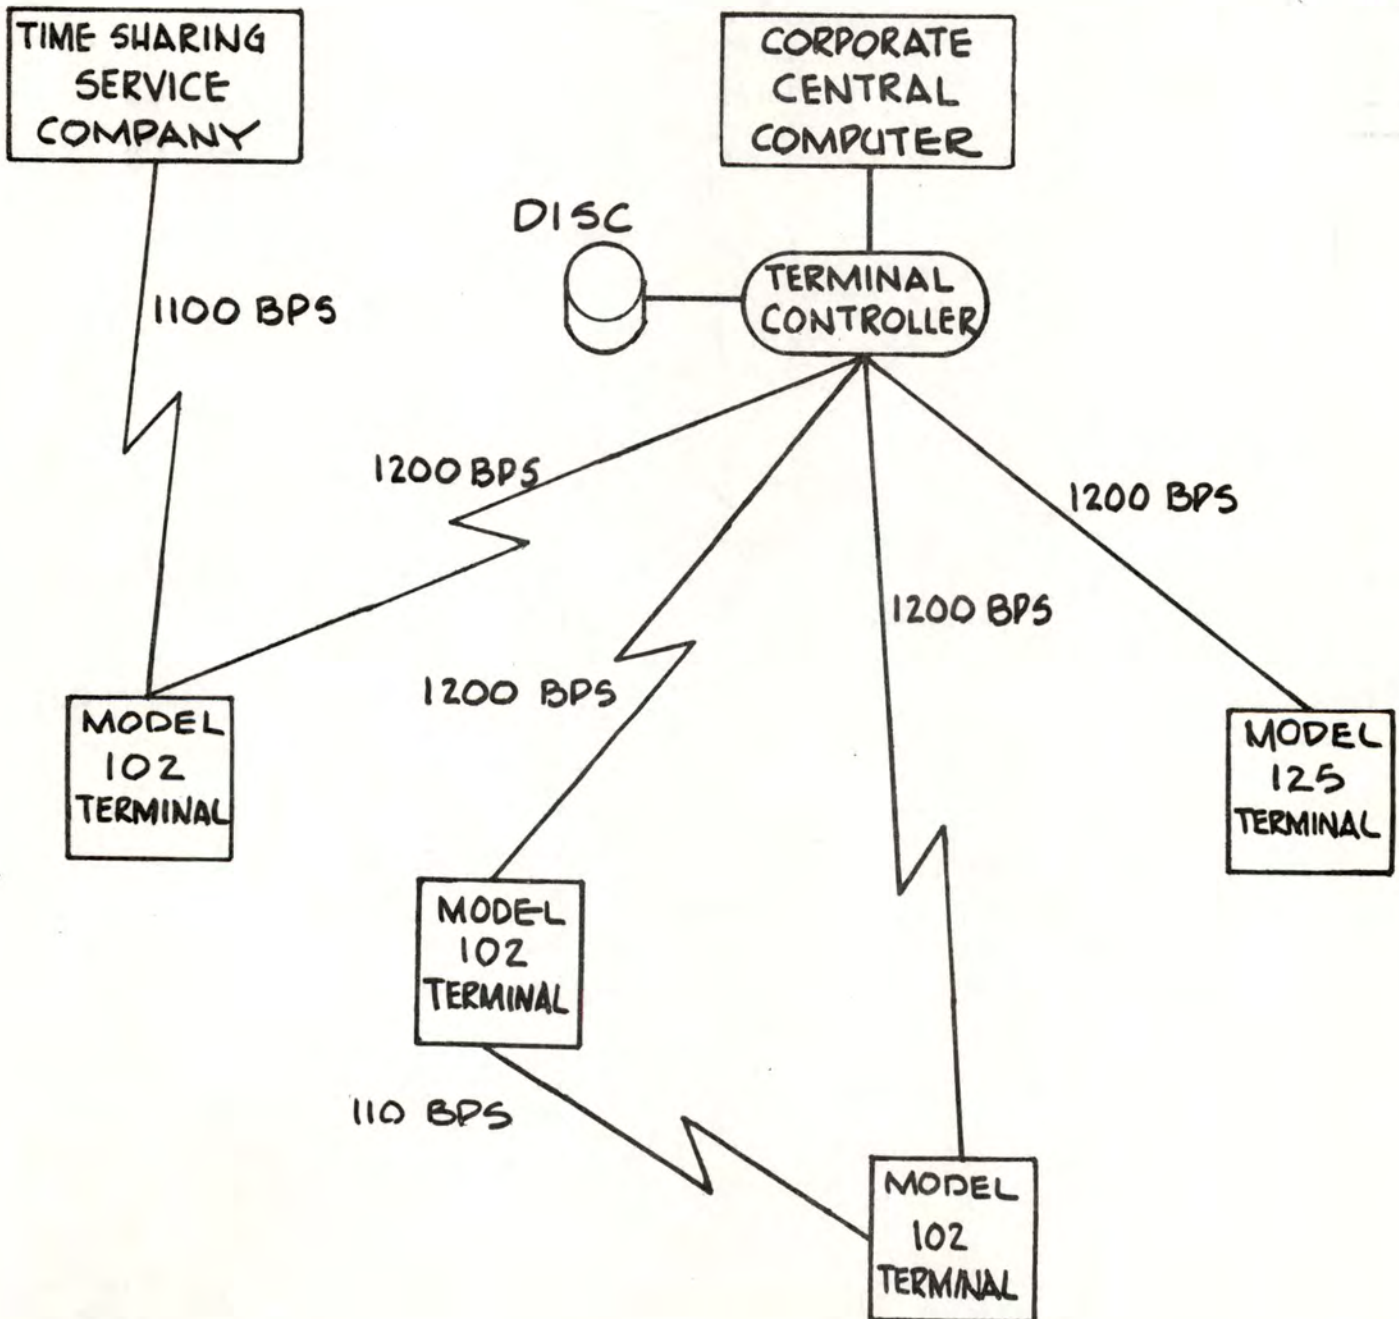 TIME SHARING
SERVICE
COMPANY
CORPORATE
CENTRAL
COMPUTER
DISC
TERMINAL
CONTROLLER
1100 BPS
1200 BPS
1200 BPS
1200 BPS
1200 BPS
MODEL
102
TERMINAL
MODEL
125
TERMINAL
MODEL
102
TERMINAL
110 BPS
MODEL
102
TERMINAL